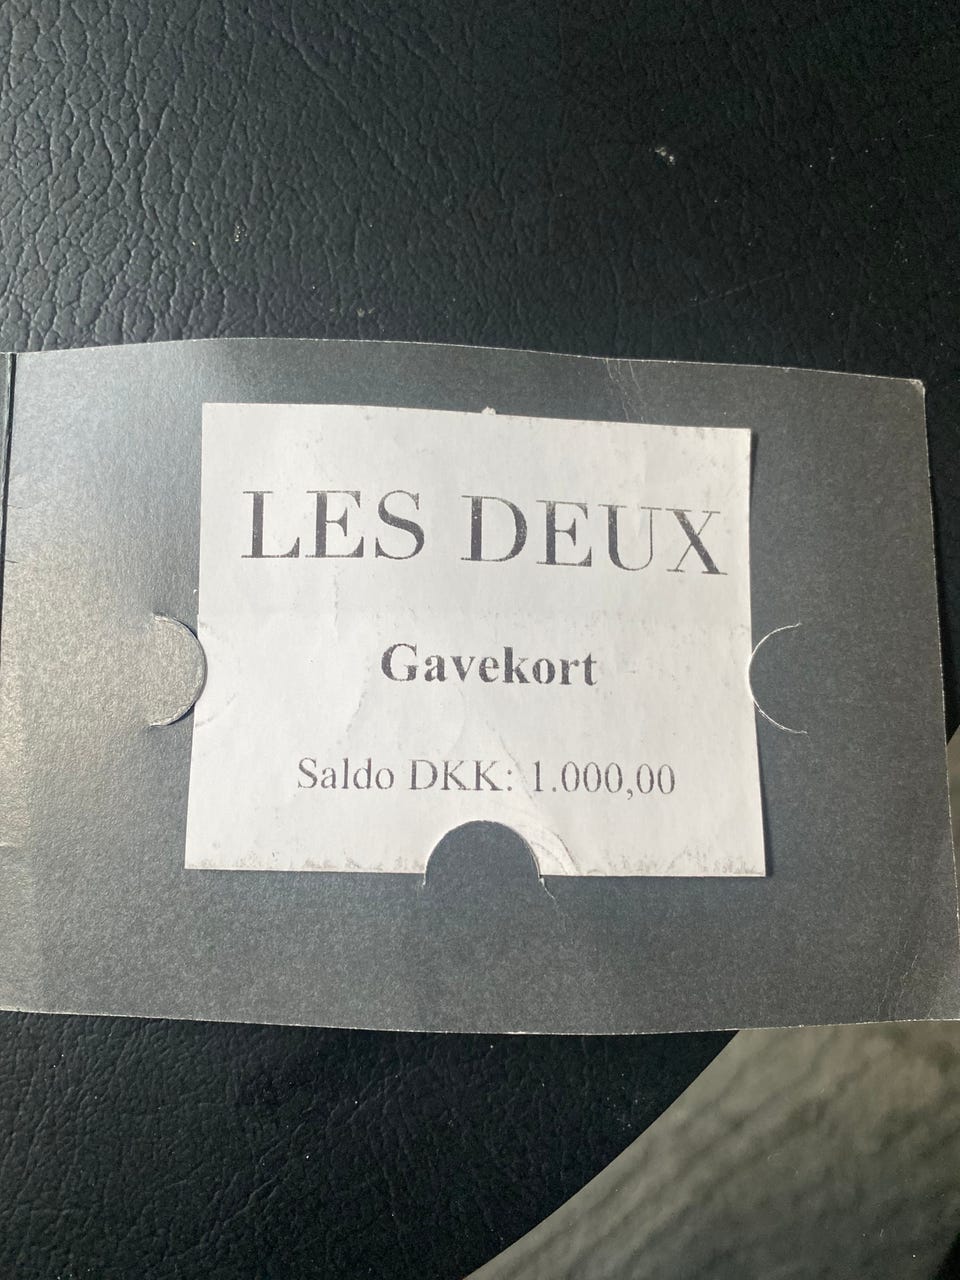 LES DEUX
Gavekort
Saldo DKK: 1.000,00